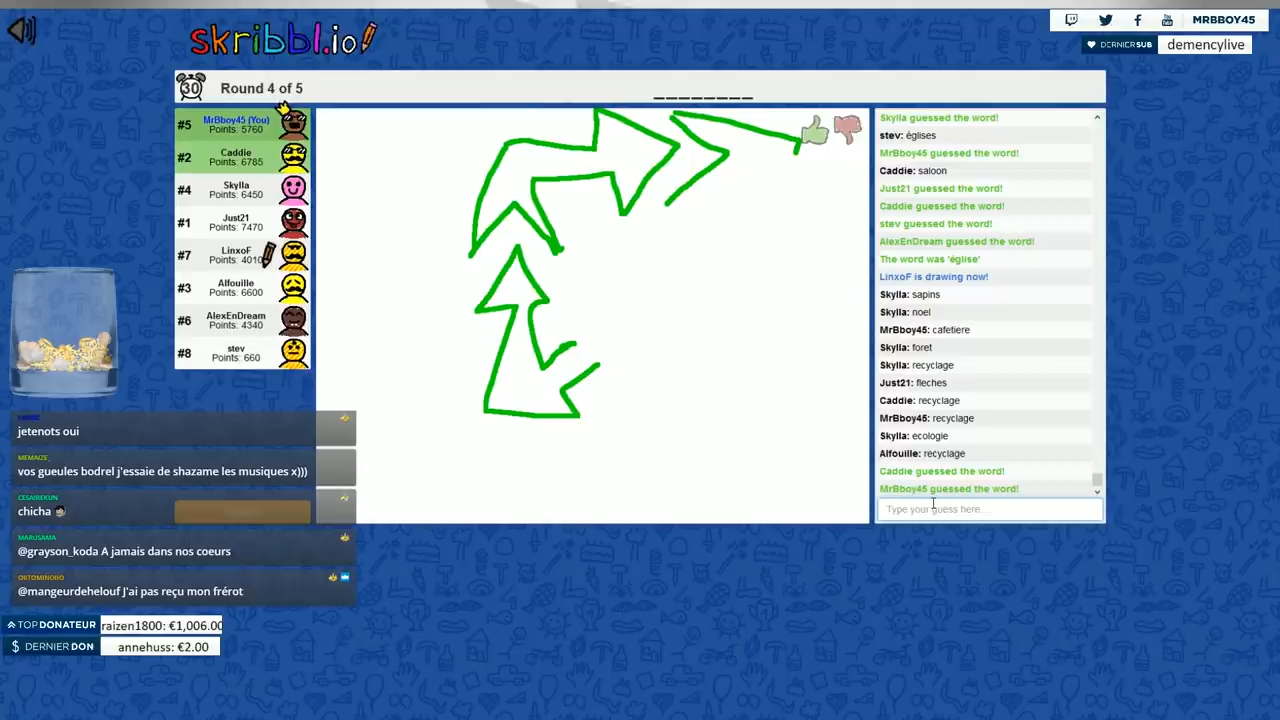 skribbl.io
MRBBOY45
DERNIERSUB demencylive
30 Round 4 of 5 ________
#5 MrBboy45 (You)
Points: 5760
#2 Caddie
Points: 6785
#4 Skylla
Points: 6450
#1 Just21
Points: 7470
#7 LinxoF
Points: 4010
#3 Alfouille
Points: 6600
#6 AlexEnDream
Points: 4340
#8 stev
Points: 660
Skylla guessed the word!
stev: églises
MrBboy45 guessed the word!
Caddie: saloon
Just21 guessed the word!
Caddie guessed the word!
stev guessed the word!
AlexEnDream guessed the word!
The word was 'église'
LinxoF is drawing now!
Skylla: sapins
Skylla: noel
MrBboy45: cafetiere
Skylla: foret
Skylla: recyclage
Just21: fleches
Caddie: recyclage
MrBboy45: recyclage
Skylla: ecologie
Alfouille: recyclage
Caddie guessed the word!
MrBboy45 guessed the word!
Type your guess here...
jetenots oui
MEMAIZE_
vos gueules bodrel j'essaie de shazame les musiques x)))
CESAIREKUN
chicha
MARUSAMA
@grayson_koda A jamais dans nos coeurs
@mangeurdehelouf J'ai pas reçu mon frérot
TOPDONATEUR raizen1800: €1,006.00
DERNIER DON annehuss: €2.00